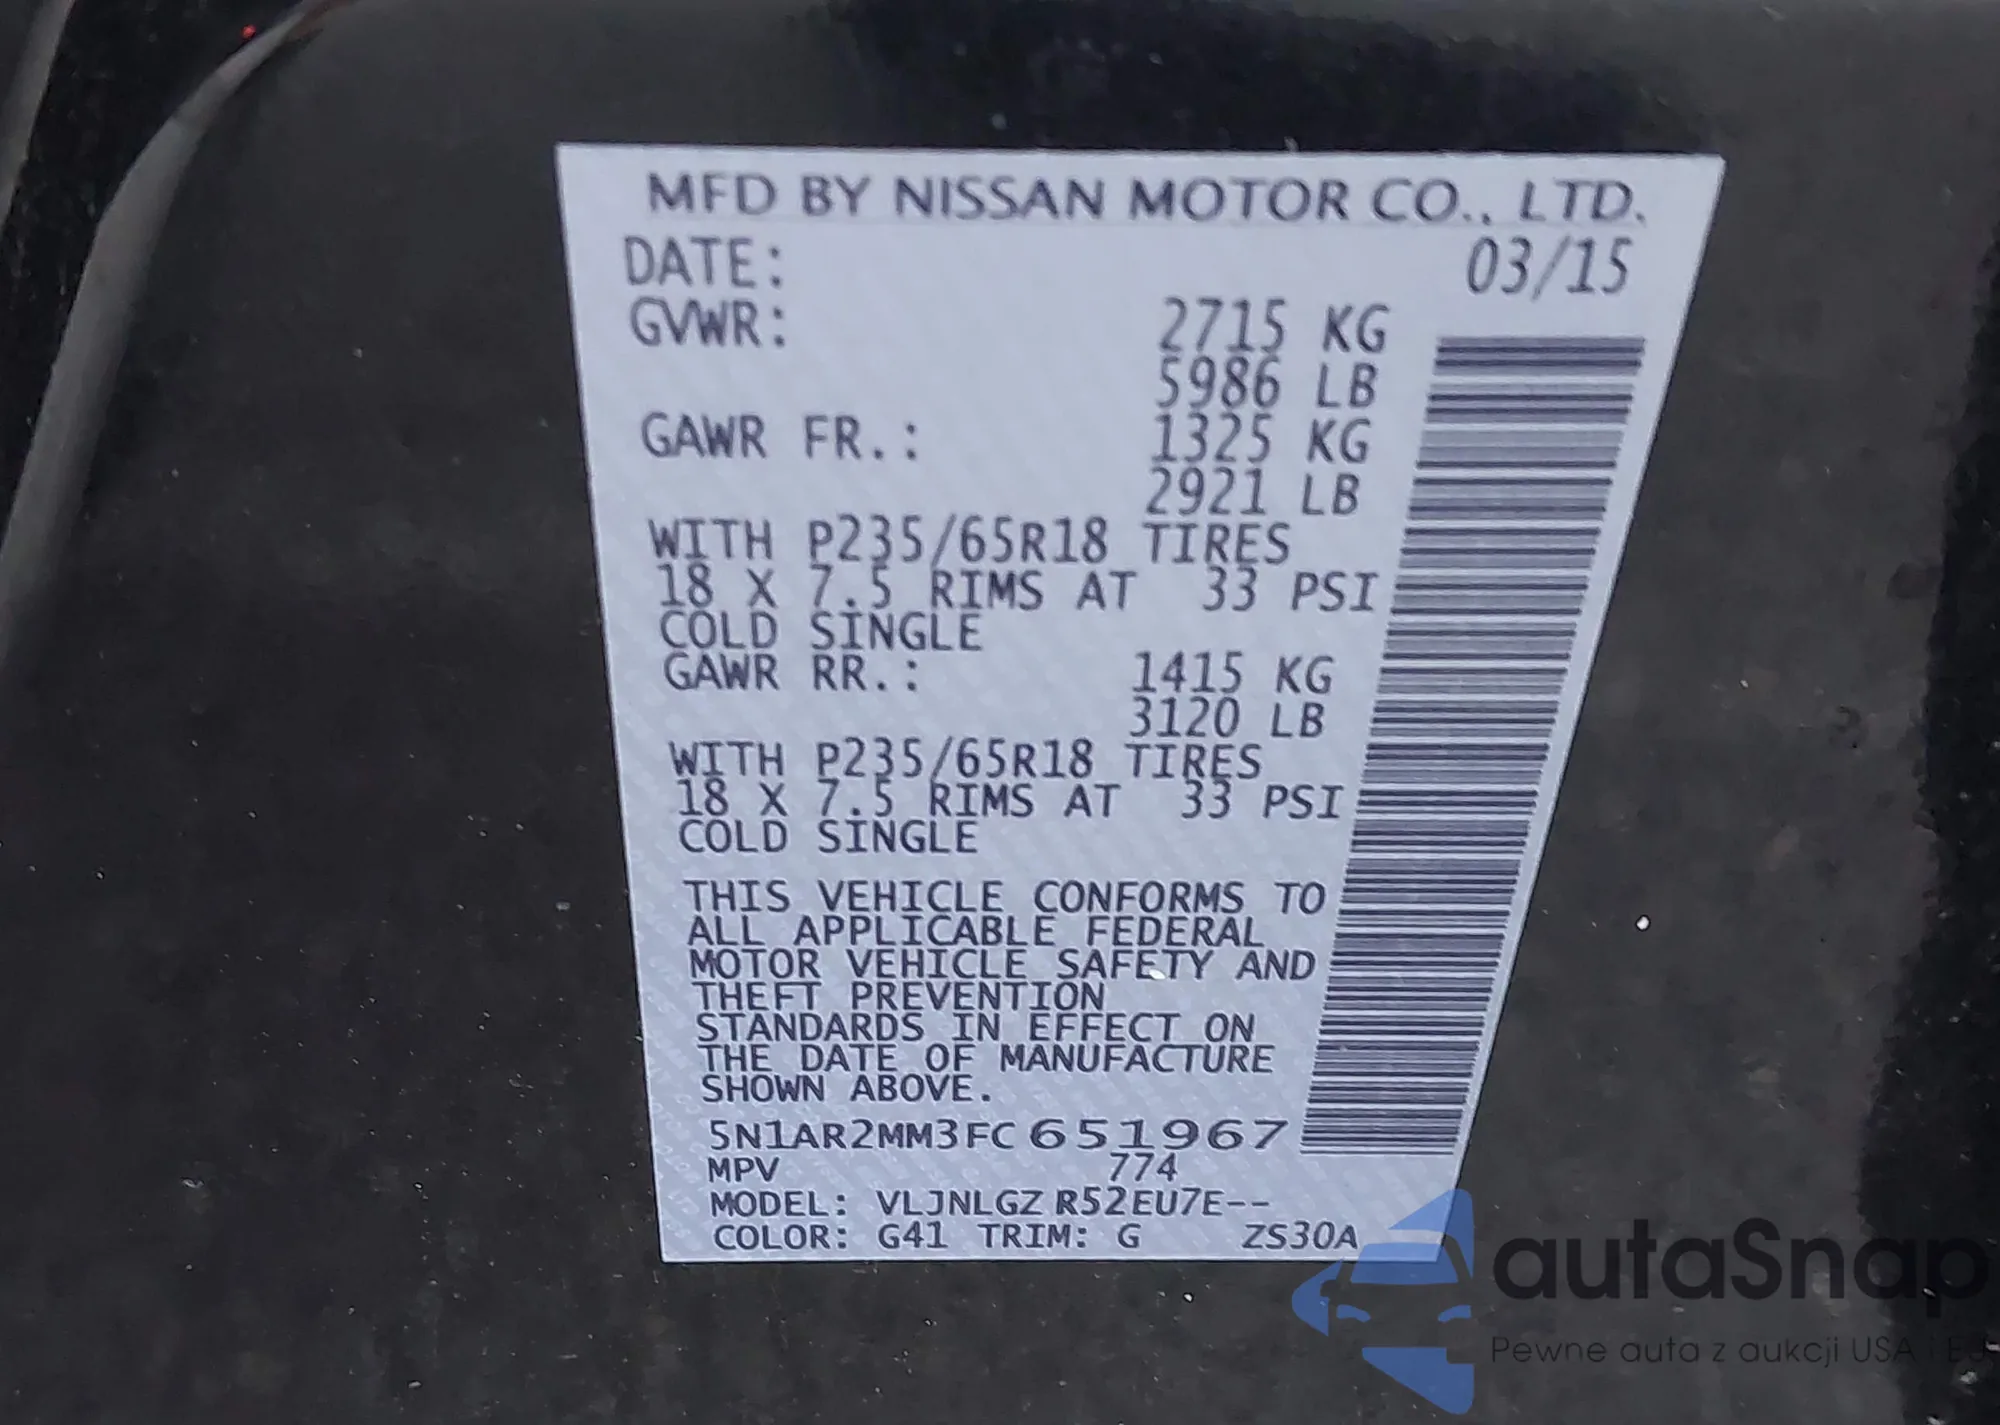 MFD BY NISSAN MOTOR CO., LTD.
DATE: 03/15
GVWR: 2715 KG
5986 LB
GAWR FR.: 1325 KG
2921 LB
WITH P235/65R18 TIRES
18 X 7.5 RIMS AT 33 PSI
COLD SINGLE
GAWR RR.: 1415 KG
3120 LB
WITH P235/65R18 TIRES
18 X 7.5 RIMS AT 33 PSI
COLD SINGLE
THIS VEHICLE CONFORMS TO
ALL APPLICABLE FEDERAL
MOTOR VEHICLE SAFETY AND
THEFT PREVENTION
STANDARDS IN EFFECT ON
THE DATE OF MANUFACTURE
SHOWN ABOVE.
5N1AR2MM3FC651967
MPV 774
MODEL: VLJNLGZ R52EU7E--
COLOR: G41 TRIM: G ZS30A
autaSnap
Pewne auta z aukcji USA i EU